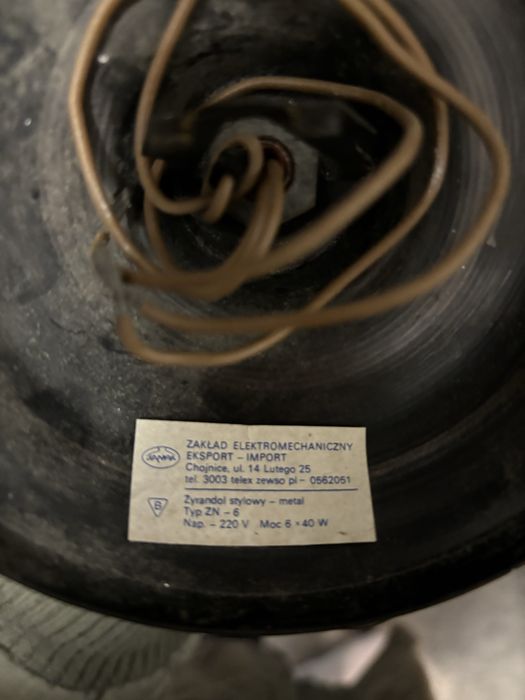 ZAKŁAD ELEKTROMECHANICZNY
EKSPORT – IMPORT
Chojnice, ul. 14 Lutego 25
tel. 3003 telex zewso pl – 0562051
B
Żyrandol stylowy – metal
Typ ZN – 6
Nap. – 220 V Moc 6 × 40 W